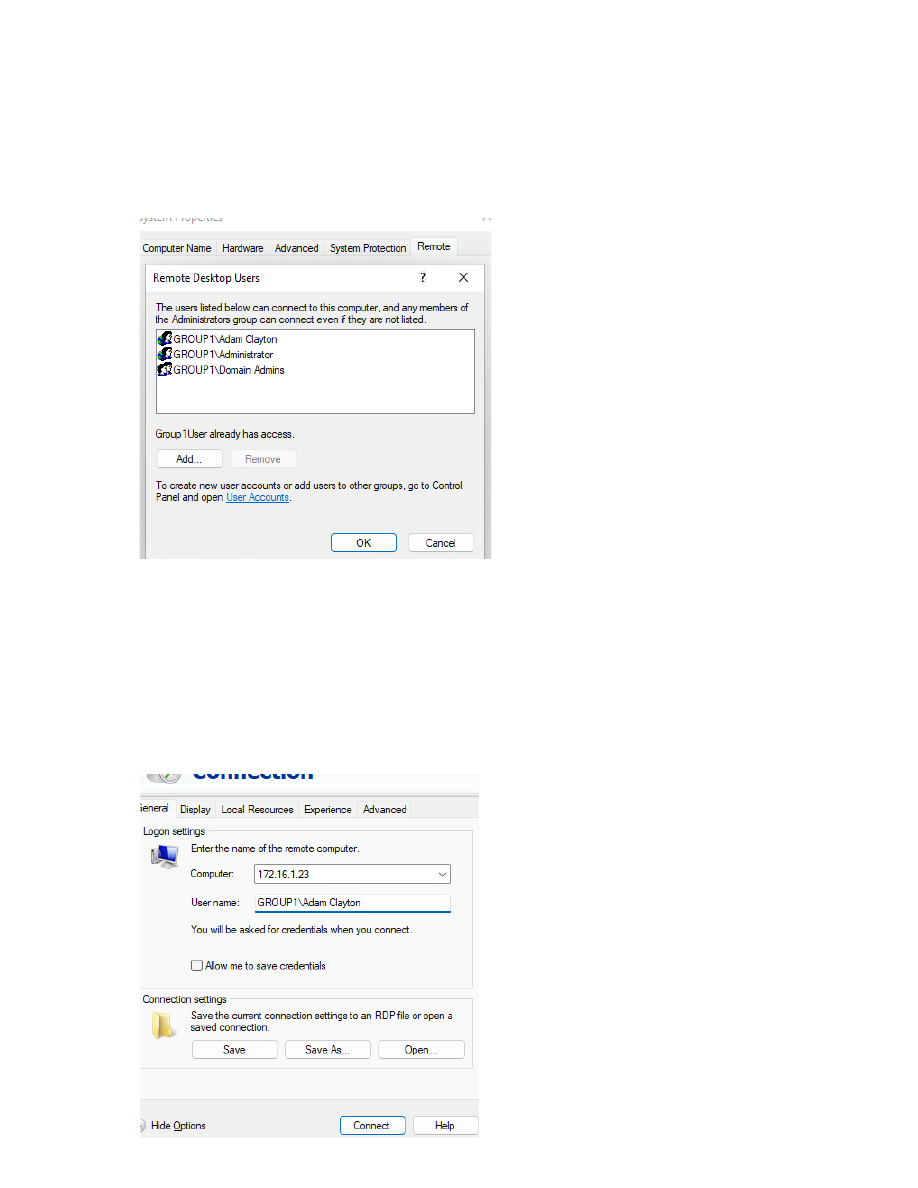 System Properties
Computer Name Hardware Advanced System Protection Remote
Remote Desktop Users ? X
The users listed below can connect to this computer, and any members of
the Administrators group can connect even if they are not listed.
GROUP1\Adam Clayton
GROUP1\Administrator
GROUP1\Domain Admins
Group1User already has access.
Add... Remove
To create new user accounts or add users to other groups, go to Control
Panel and open User Accounts.
OK Cancel
Connection
General Display Local Resources Experience Advanced
Logon settings
Enter the name of the remote computer.
Computer: 172.16.1.23
User name: GROUP1\Adam Clayton
You will be asked for credentials when you connect.
Allow me to save credentials
Connection settings
Save the current connection settings to an RDP file or open a
saved connection.
Save Save As... Open...
Hide Options Connect Help